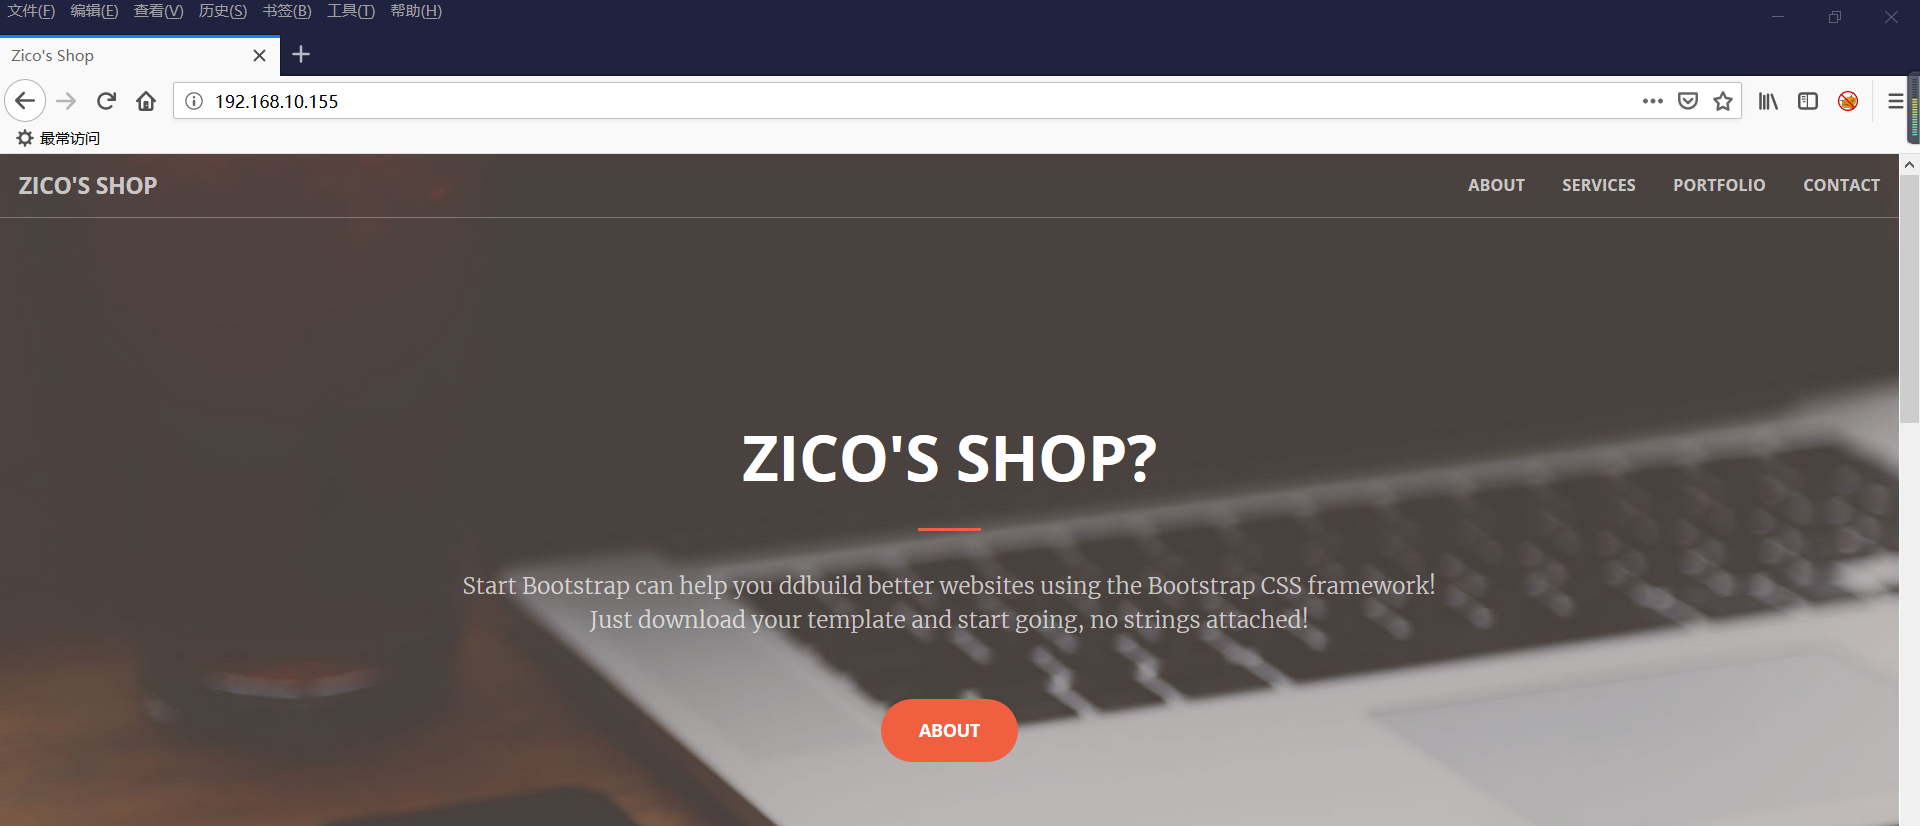 文件(F) 编辑(E) 查看(V) 历史(S) 书签(B) 工具(T) 帮助(H)
Zico's Shop
192.168.10.155
最常访问
ZICO'S SHOP ABOUT SERVICES PORTFOLIO CONTACT
ZICO'S SHOP?
Start Bootstrap can help you ddbuild better websites using the Bootstrap CSS framework!
Just download your template and start going, no strings attached!
ABOUT